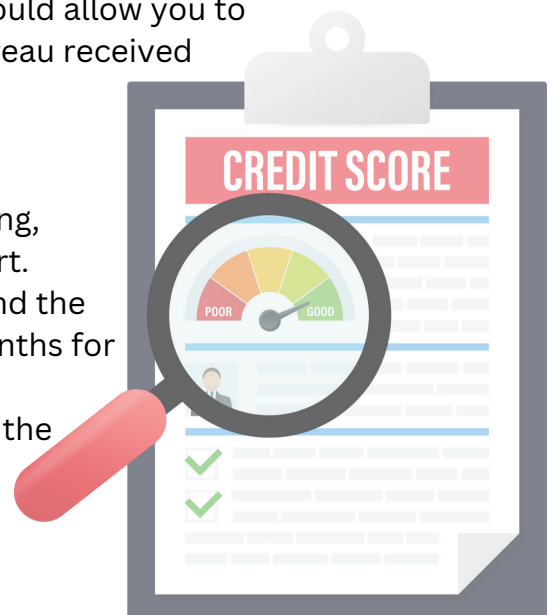 ould allow you to
eau received
CREDIT SCORE
ng,
rt.
nd the
nths for
the
POOR
GOOD